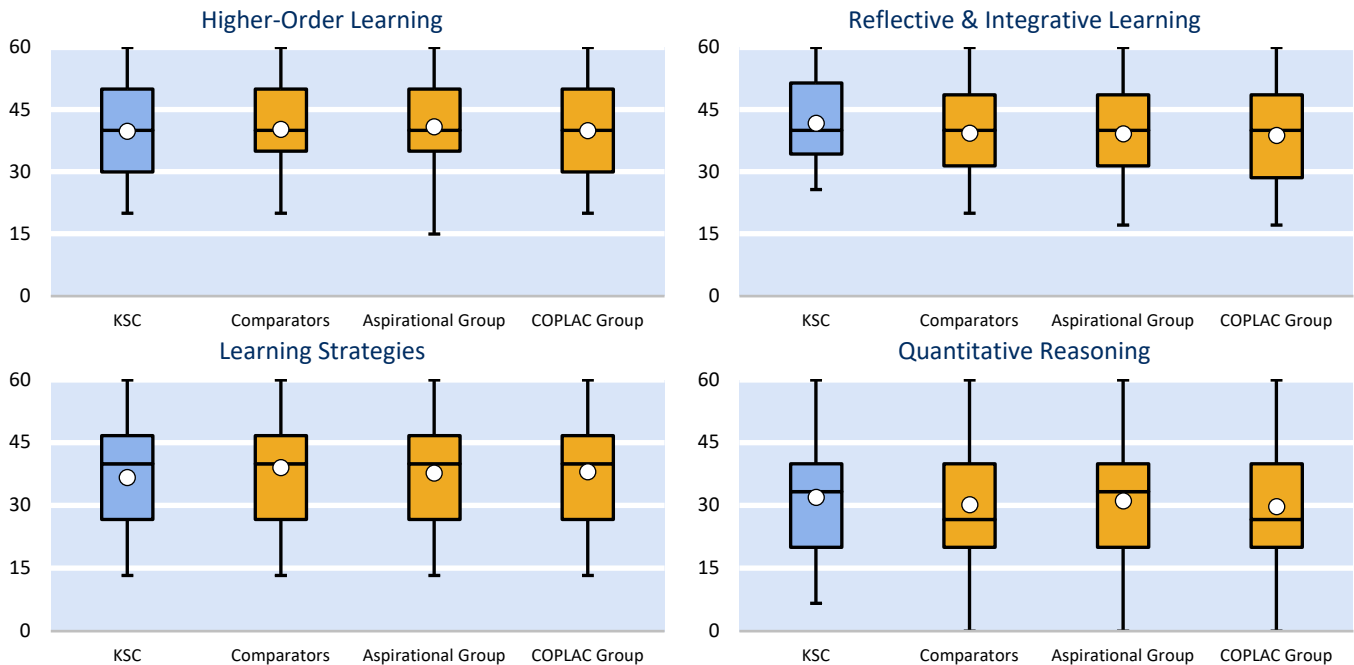 Higher-Order Learning
60
45
30
15
0
KSC Comparators Aspirational Group COPLAC Group
Reflective & Integrative Learning
60
45
30
15
0
KSC Comparators Aspirational Group COPLAC Group
Learning Strategies
60
45
30
15
0
KSC Comparators Aspirational Group COPLAC Group
Quantitative Reasoning
60
45
30
15
0
KSC Comparators Aspirational Group COPLAC Group